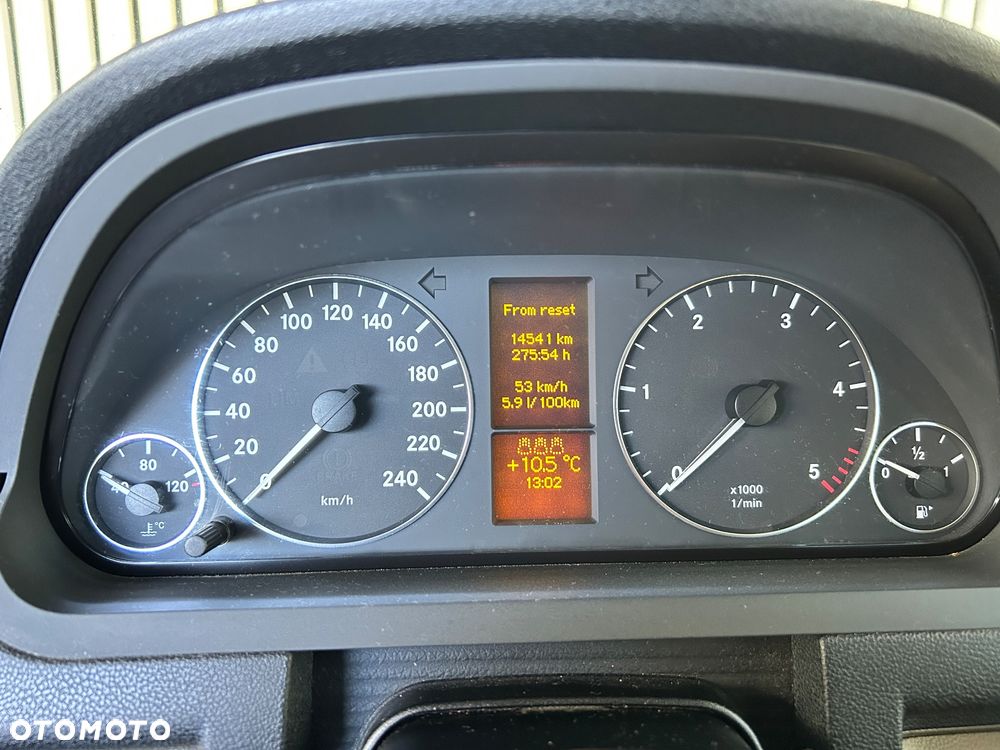 From reset
14541 km
275:54 h
53 km/h
5.9 l/100km
+10.5 °C
13:02
0
20
40
60
80
100
120
140
160
180
200
220
240
km/h
0
1
2
3
4
5
x1000
1/min
40
80
120
°C
0
1/2
1
OTOMOTO